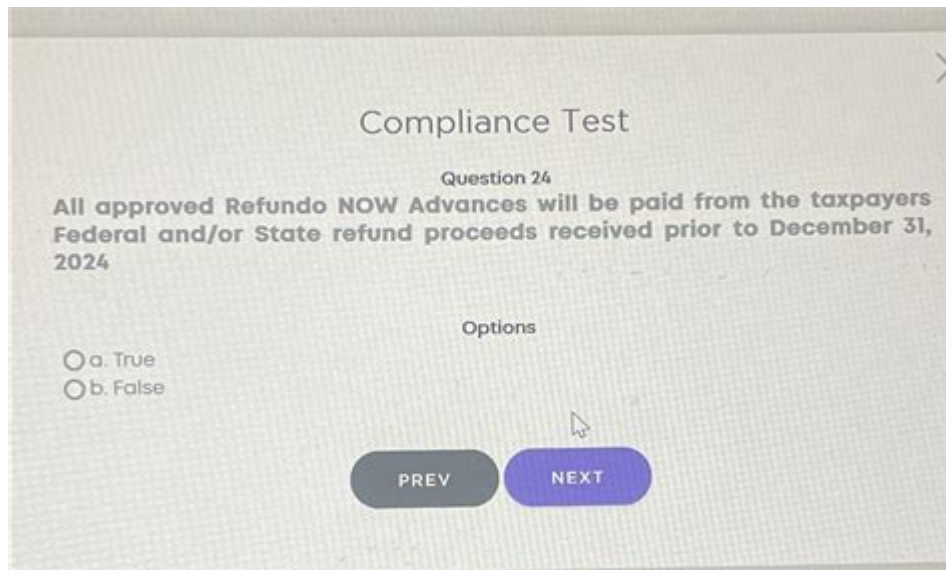 Compliance Test
Question 24
All approved Refundo NOW Advances will be paid from the taxpayers
Federal and/or State refund proceeds received prior to December 31,
2024
Options
a. True
b. False
PREV
NEXT